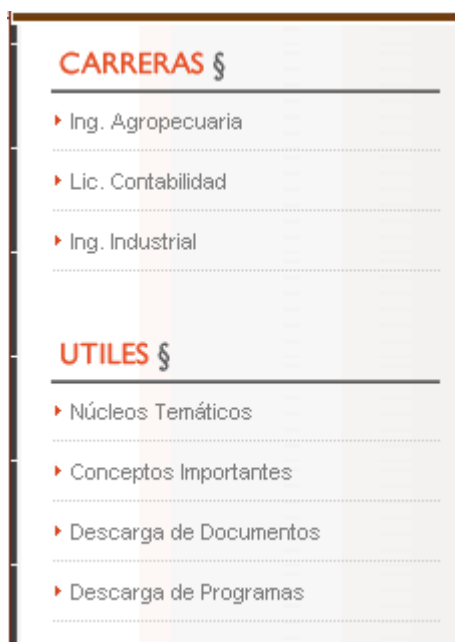 CARRERAS §
Ing. Agropecuaria
Lic. Contabilidad
Ing. Industrial
UTILES §
Núcleos Temáticos
Conceptos Importantes
Descarga de Documentos
Descarga de Programas